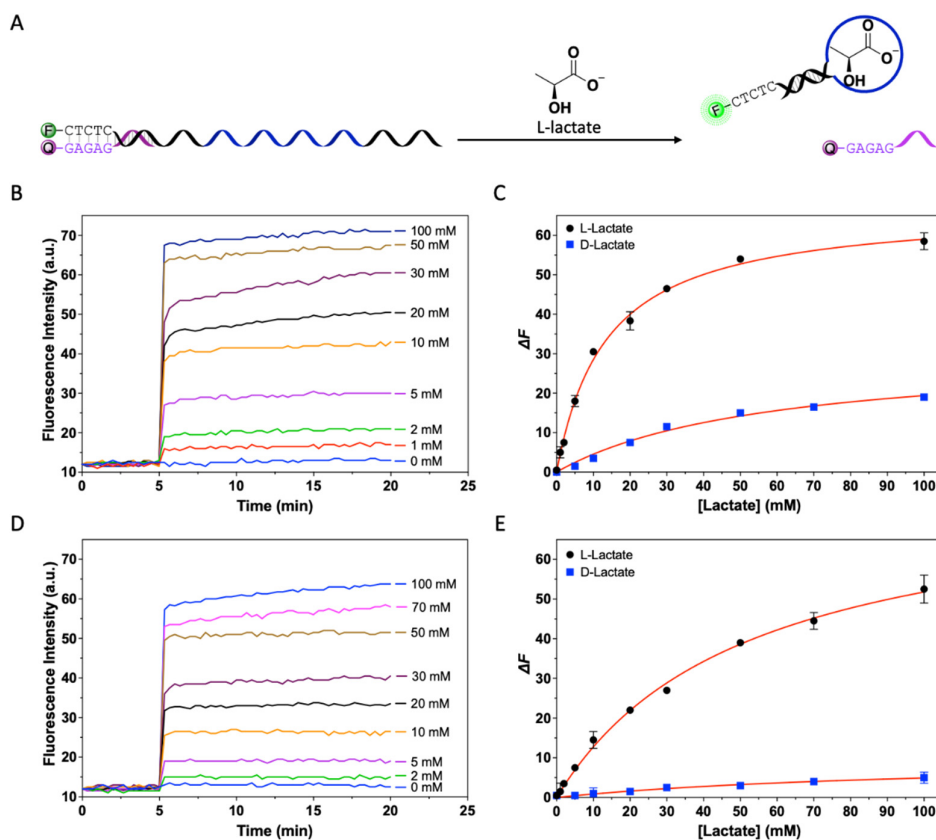 A
F
CTCTC
Q
GAGAG
O
O⁻
OH
L-lactate
F
CTCTC
O
O⁻
OH
Q
GAGAG
B
Fluorescence Intensity (a.u.)
70
60
50
40
30
20
10
0
5
10
15
20
25
Time (min)
100 mM
50 mM
30 mM
20 mM
10 mM
5 mM
2 mM
1 mM
0 mM
C
L-Lactate
D-Lactate
ΔF
60
50
40
30
20
10
0
0
10
20
30
40
50
60
70
80
90
100
[Lactate] (mM)
D
Fluorescence Intensity (a.u.)
70
60
50
40
30
20
10
0
5
10
15
20
25
Time (min)
100 mM
70 mM
50 mM
30 mM
20 mM
10 mM
5 mM
2 mM
0 mM
E
L-Lactate
D-Lactate
ΔF
60
50
40
30
20
10
0
0
10
20
30
40
50
60
70
80
90
100
[Lactate] (mM)